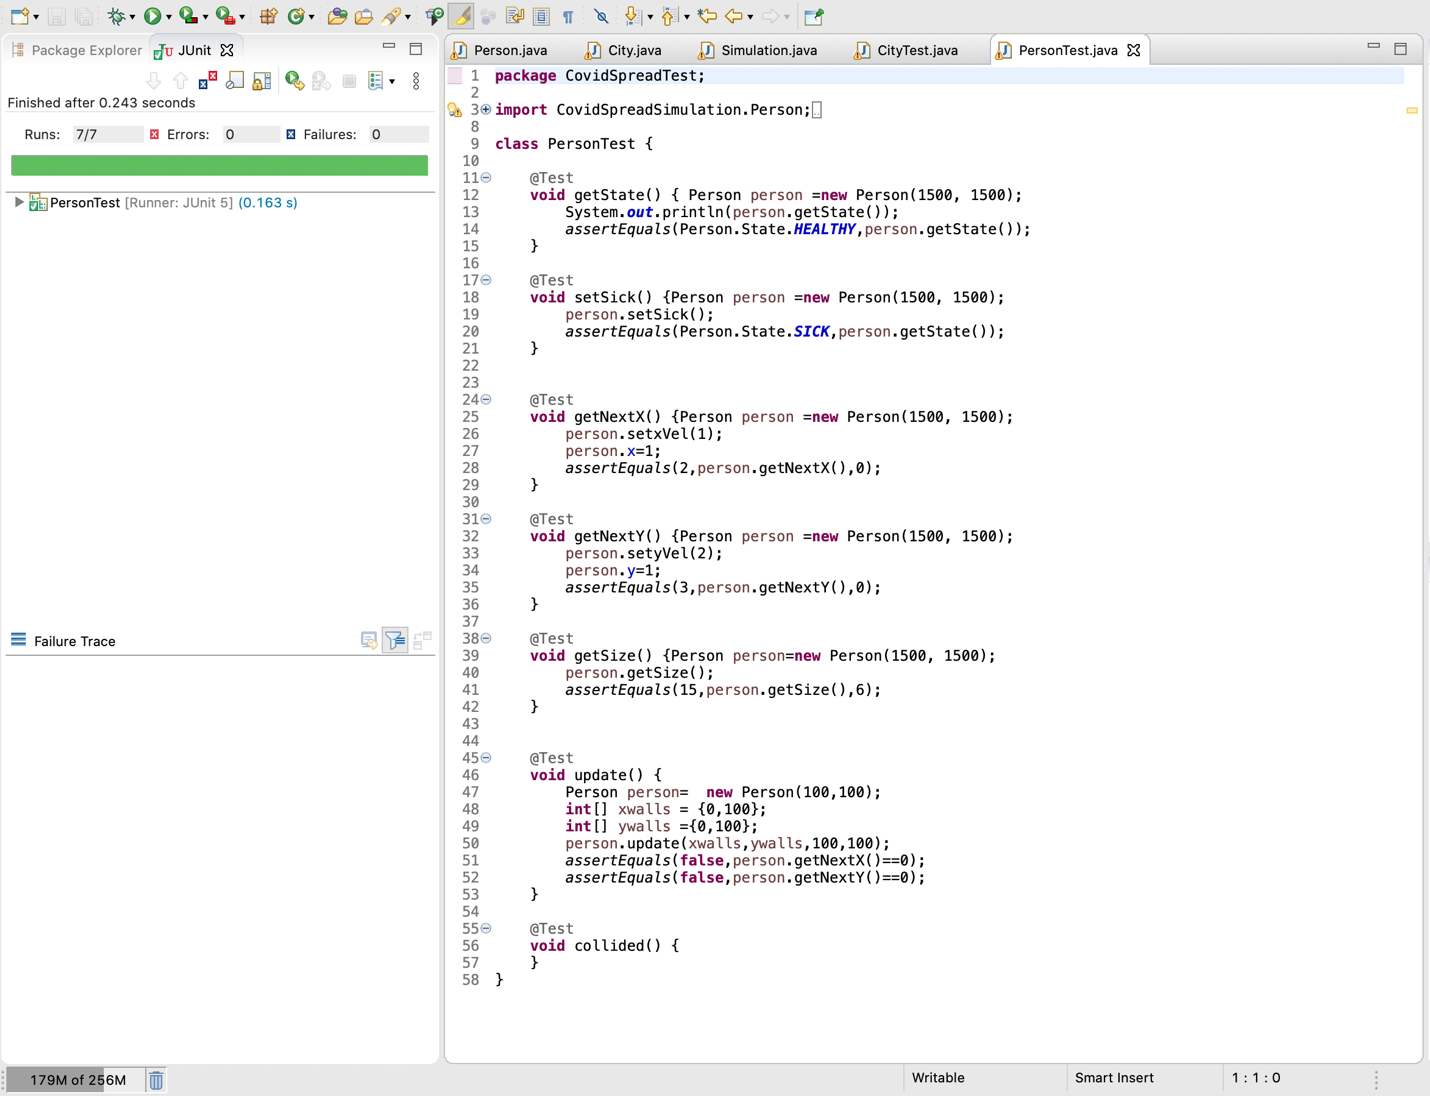 Package Explorer JUnit
Finished after 0.243 seconds
Runs: 7/7 Errors: 0 Failures: 0
PersonTest [Runner: JUnit 5] (0.163 s)
Failure Trace
Person.java City.java Simulation.java CityTest.java PersonTest.java
1 package CovidSpreadTest;
2
3 import CovidSpreadSimulation.Person;
8
9 class PersonTest {
10
11 @Test
12 void getState() { Person person =new Person(1500, 1500);
13 System.out.println(person.getState());
14 assertEquals(Person.State.HEALTHY,person.getState());
15 }
16
17 @Test
18 void setSick() {Person person =new Person(1500, 1500);
19 person.setSick();
20 assertEquals(Person.State.SICK,person.getState());
21 }
22
23
24 @Test
25 void getNextX() {Person person =new Person(1500, 1500);
26 person.setxVel(1);
27 person.x=1;
28 assertEquals(2,person.getNextX(),0);
29 }
30
31 @Test
32 void getNextY() {Person person =new Person(1500, 1500);
33 person.setyVel(2);
34 person.y=1;
35 assertEquals(3,person.getNextY(),0);
36 }
37
38 @Test
39 void getSize() {Person person=new Person(1500, 1500);
40 person.getSize();
41 assertEquals(15,person.getSize(),6);
42 }
43
44
45 @Test
46 void update() {
47 Person person=  new Person(100,100);
48 int[] xwalls = {0,100};
49 int[] ywalls ={0,100};
50 person.update(xwalls,ywalls,100,100);
51 assertEquals(false,person.getNextX()==0);
52 assertEquals(false,person.getNextY()==0);
53 }
54
55 @Test
56 void collided() {
57 }
58 }
179M of 256M Writable Smart Insert 1 : 1 : 0